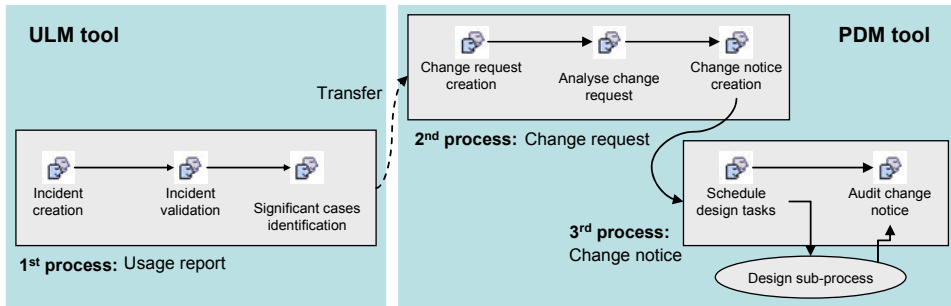 ULM tool
Incident
creation
Incident
validation
Significant cases
identification
1st process: Usage report
Transfer
PDM tool
Change request
creation
Analyse change
request
Change notice
creation
2nd process: Change request
Schedule
design tasks
Audit change
notice
3rd process:
Change notice
Design sub-process